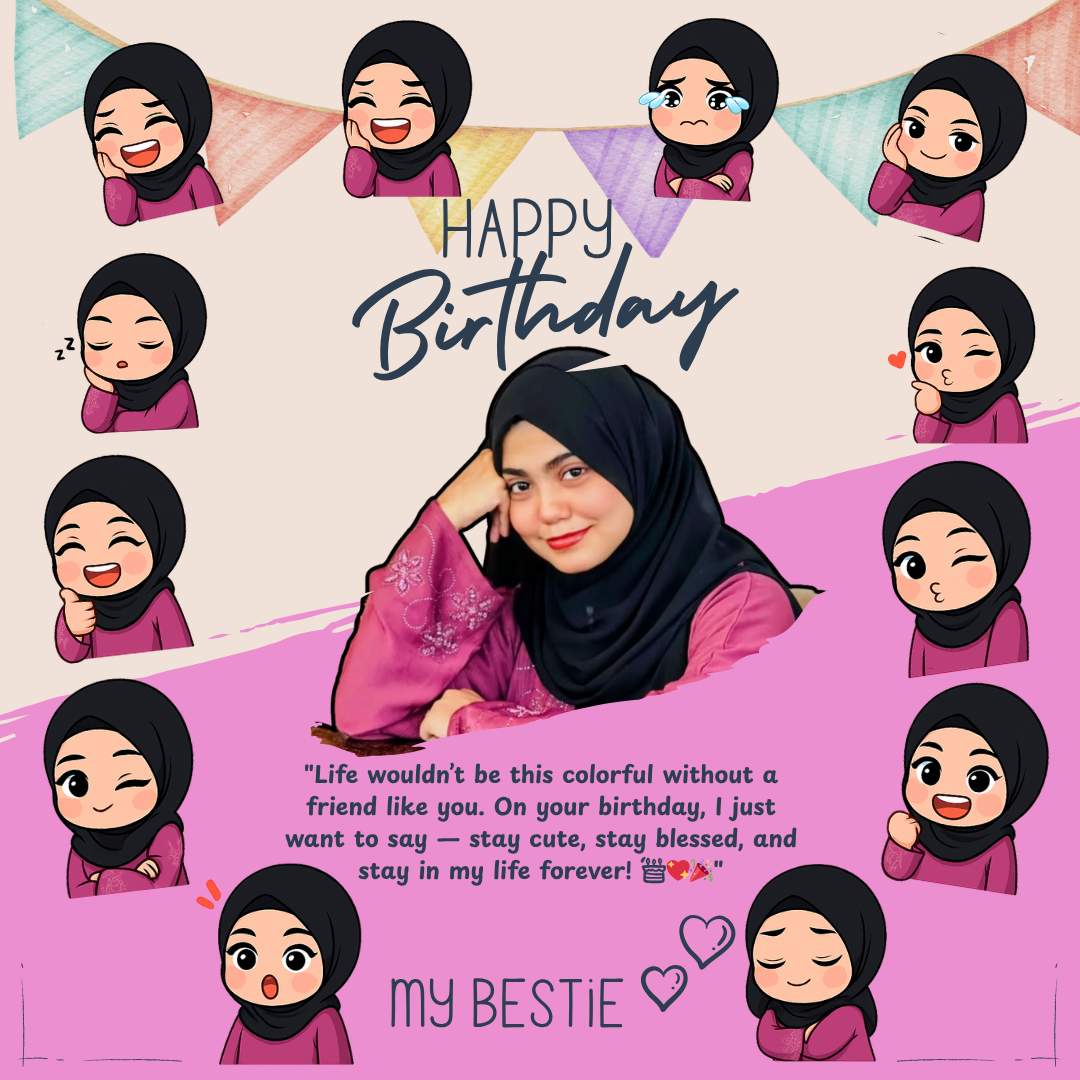 HAPPY
Birthday
zz
"Life wouldn’t be this colorful without a
friend like you. On your birthday, I just
want to say — stay cute, stay blessed, and
stay in my life forever! 🎂💖🎉"
MY BESTiE